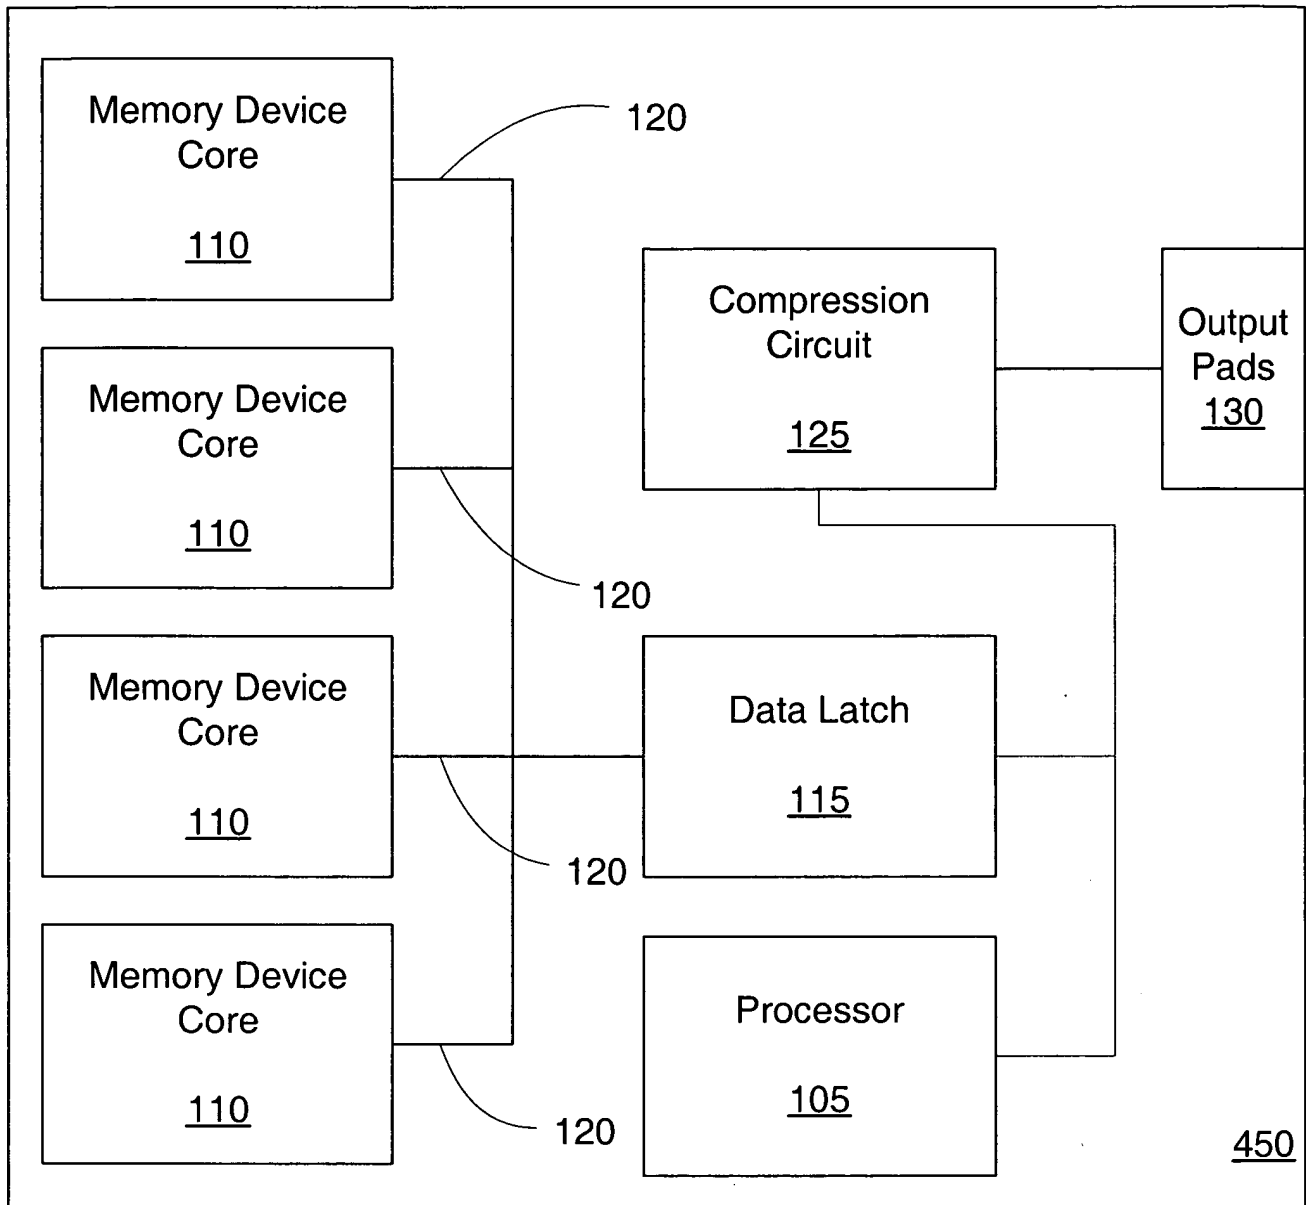 Memory Device
Core
110
120
Memory Device
Core
110
120
Memory Device
Core
110
120
Memory Device
Core
110
120
Compression
Circuit
125
Output
Pads
130
Data Latch
115
Processor
105
450